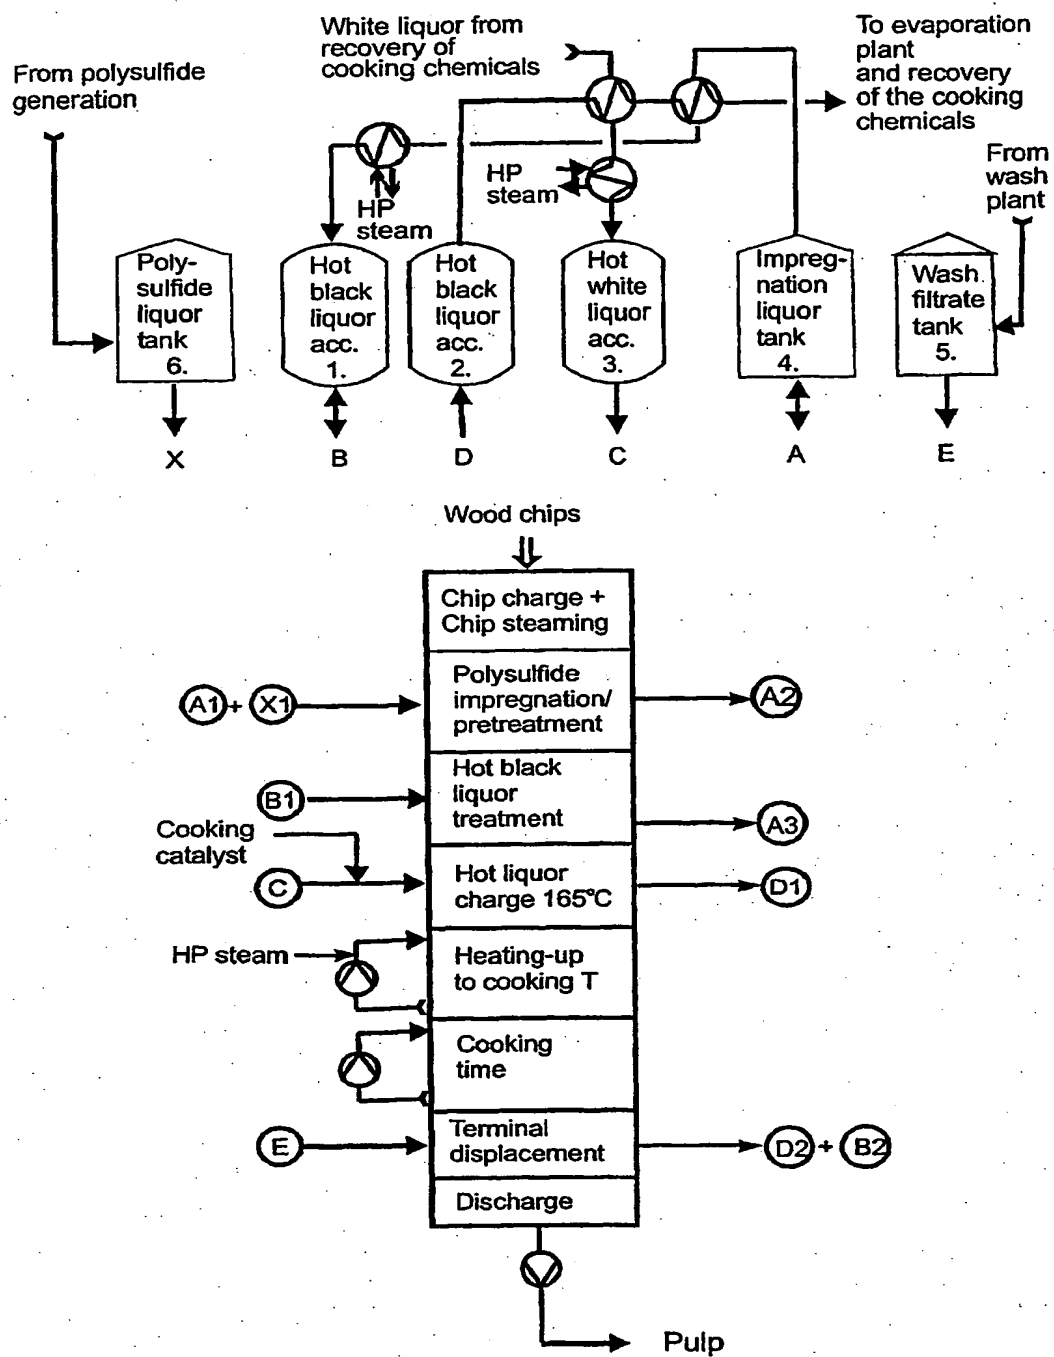 White liquor from
recovery of
cooking chemicals
To evaporation
plant
and recovery
of the cooking
chemicals
From polysulfide
generation
From
wash
plant
HP
steam
HP
steam
Poly-
sulfide
liquor
tank
6.
Hot
black
liquor
acc.
1.
Hot
black
liquor
acc.
2.
Hot
white
liquor
acc.
3.
Impreg-
nation
liquor
tank
4.
Wash
filtrate
tank
5.
X
B
D
C
A
E
Wood chips
Chip charge +
Chip steaming
A1 + X1
Polysulfide
impregnation/
pretreatment
A2
B1
Hot black
liquor
treatment
A3
Cooking
catalyst
C
Hot liquor
charge 165°C
D1
HP steam
Heating-up
to cooking T
Cooking
time
E
Terminal
displacement
D2 + B2
Discharge
Pulp